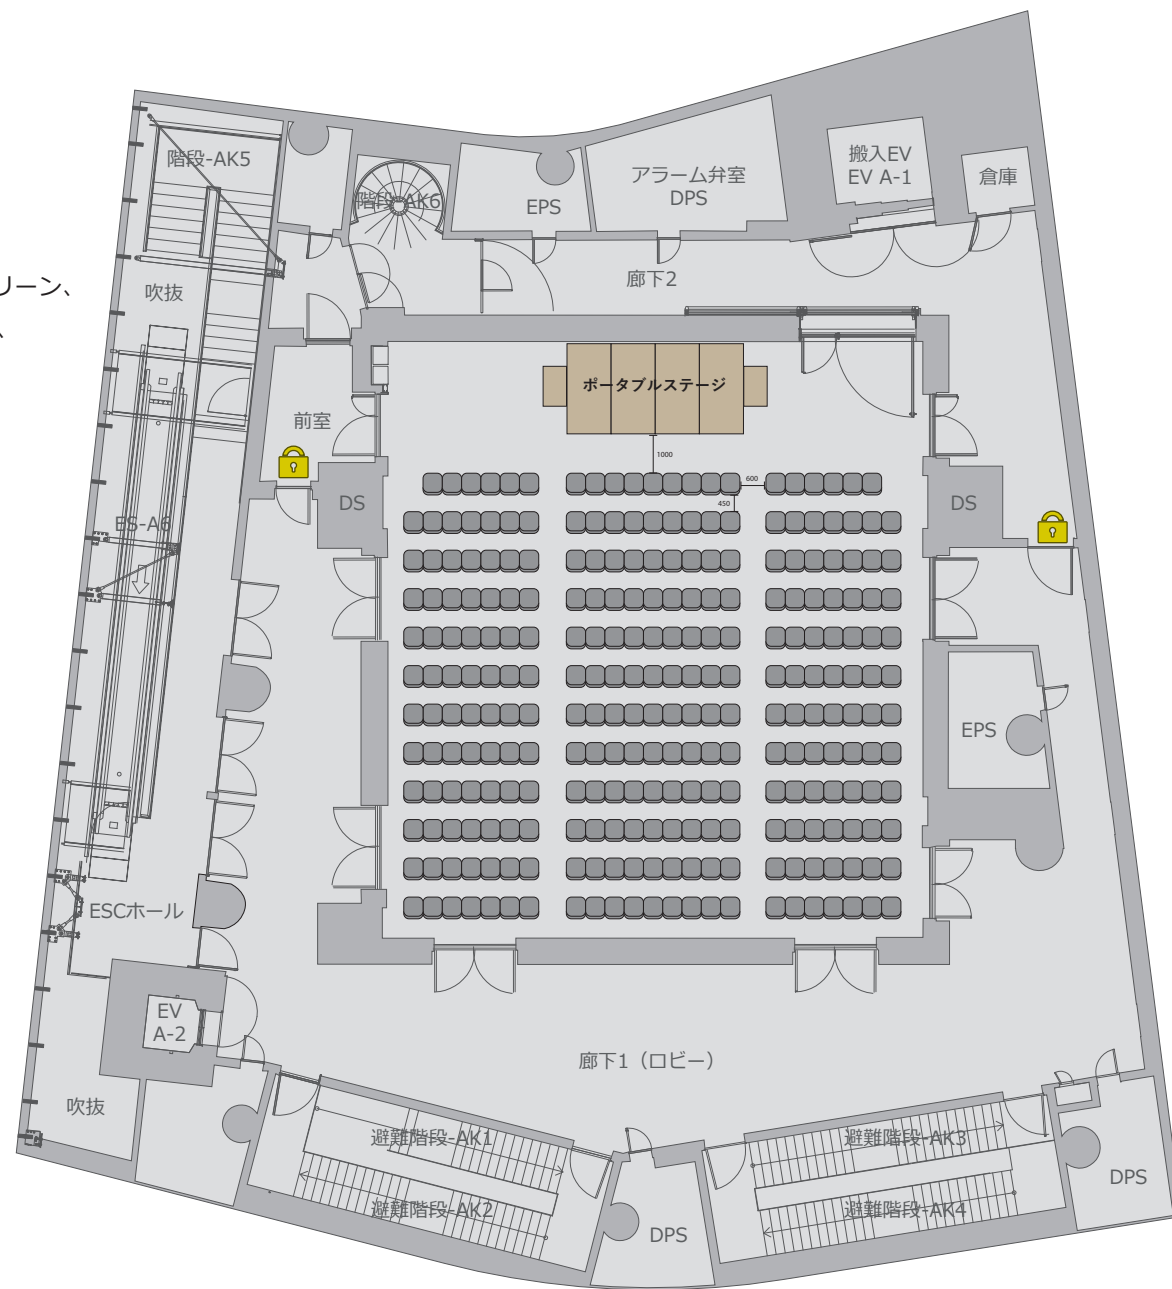 リーン、
、
階段-AK5
階段-AK6
EPS
アラーム弁室
DPS
搬入EV
EV A-1
倉庫
吹抜
廊下2
ポータブルステージ
前室
1000
600
450
DS
DS
ES-A6
EPS
ESCホール
EV
A-2
廊下1（ロビー）
吹抜
避難階段-AK1
避難階段-AK3
DPS
避難階段-AK2
避難階段-AK4
DPS